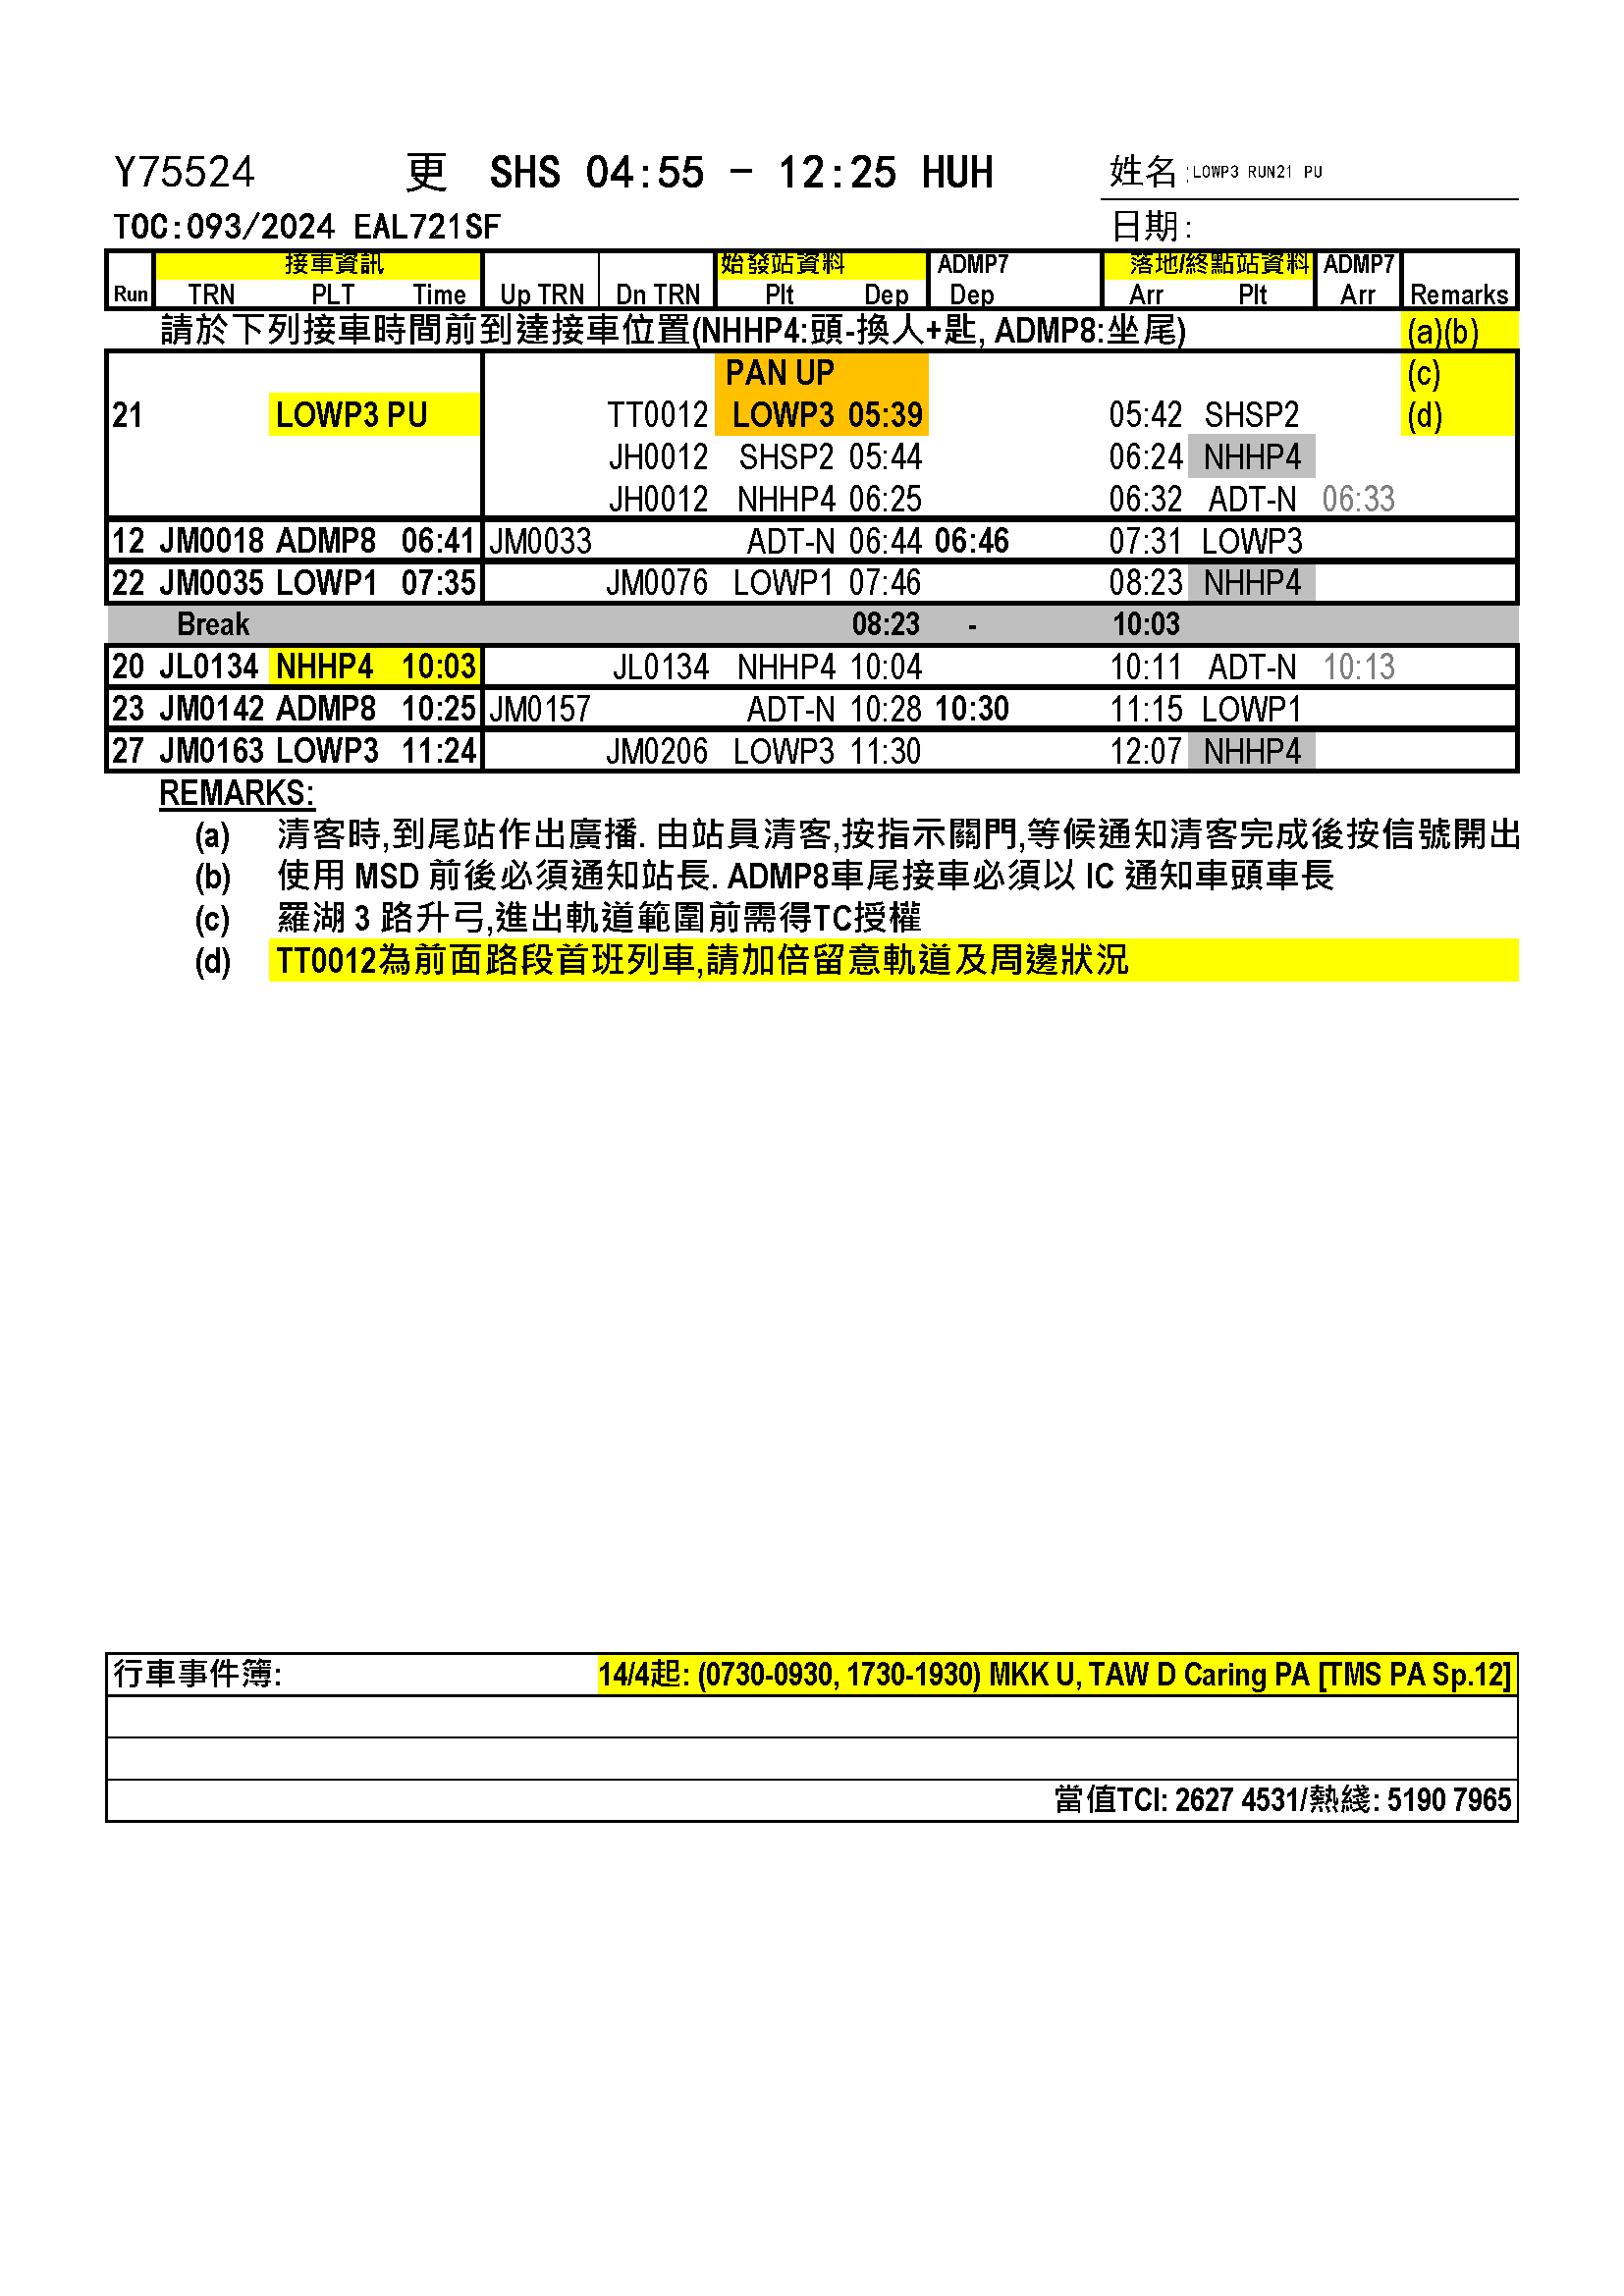 Y75524 更 SHS 04:55 - 12:25 HUH 姓名:LOWP3 RUN21 PU
TOC:093/2024 EAL721SF 日期:
接車資訊 始發站資料 ADMP7 落地/終點站資料 ADMP7
Run TRN PLT Time Up TRN Dn TRN Plt Dep Dep Arr Plt Arr Remarks
請於下列接車時間前到達接車位置(NHHP4:頭-換人+匙, ADMP8:坐尾) (a)(b)
PAN UP (c)
21 LOWP3 PU TT0012 LOWP3 05:39 05:42 SHSP2 (d)
JH0012 SHSP2 05:44 06:24 NHHP4
JH0012 NHHP4 06:25 06:32 ADT-N 06:33
12 JM0018 ADMP8 06:41 JM0033 ADT-N 06:44 06:46 07:31 LOWP3
22 JM0035 LOWP1 07:35 JM0076 LOWP1 07:46 08:23 NHHP4
Break 08:23 - 10:03
20 JL0134 NHHP4 10:03 JL0134 NHHP4 10:04 10:11 ADT-N 10:13
23 JM0142 ADMP8 10:25 JM0157 ADT-N 10:28 10:30 11:15 LOWP1
27 JM0163 LOWP3 11:24 JM0206 LOWP3 11:30 12:07 NHHP4
REMARKS:
(a) 清客時,到尾站作出廣播. 由站員清客,按指示關門,等候通知清客完成後按信號開出
(b) 使用 MSD 前後必須通知站長. ADMP8車尾接車必須以 IC 通知車頭車長
(c) 羅湖 3 路升弓,進出軌道範圍前需得TC授權
(d) TT0012為前面路段首班列車,請加倍留意軌道及周邊狀況
行車事件簿: 14/4起: (0730-0930, 1730-1930) MKK U, TAW D Caring PA [TMS PA Sp.12]
當值TCI: 2627 4531/熱綫: 5190 7965